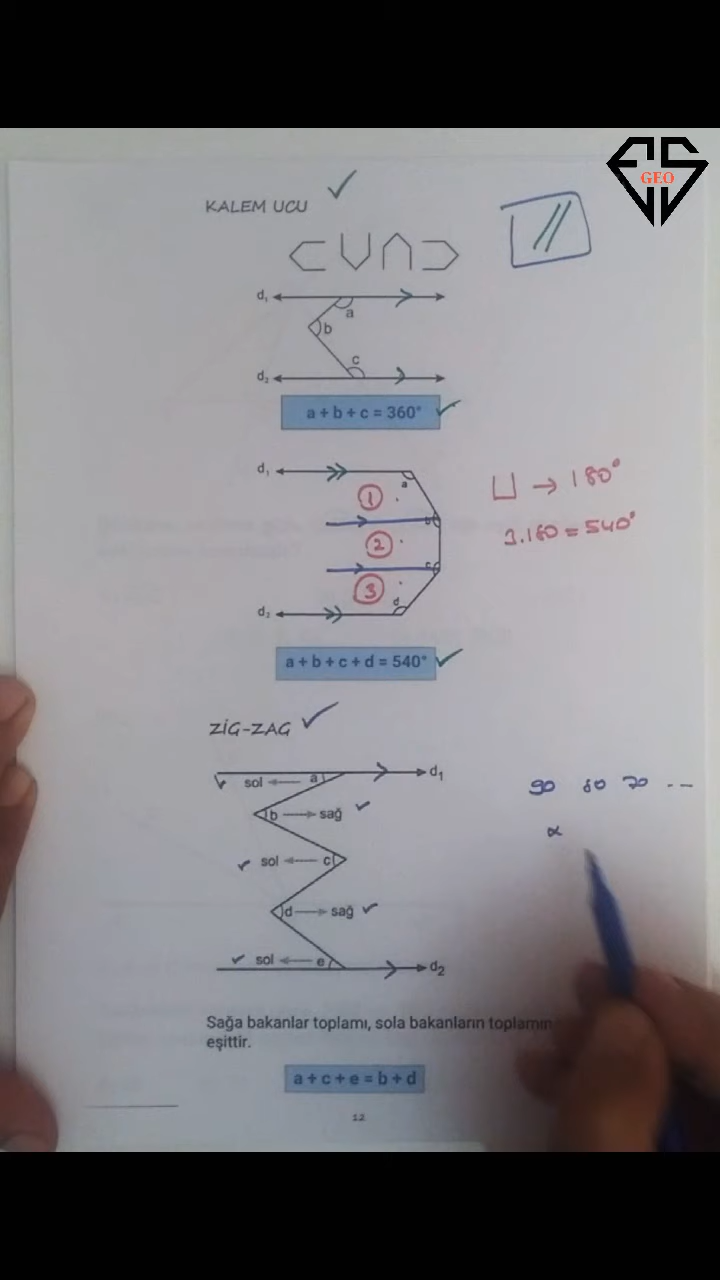 GEO
KALEM UCU
d₁
a
b
c
d₂
a + b + c = 360°
d₁
a
1
b
2
c
3
d
d₂
⊔ → 180°
3.180 = 540°
a + b + c + d = 540°
ZİG-ZAG
sol a d₁
b sağ
sol c
d sağ
sol e d₂
90 80 70 ---
α
Sağa bakanlar toplamı, sola bakanların
eşittir.
a + c + e = b + d
12